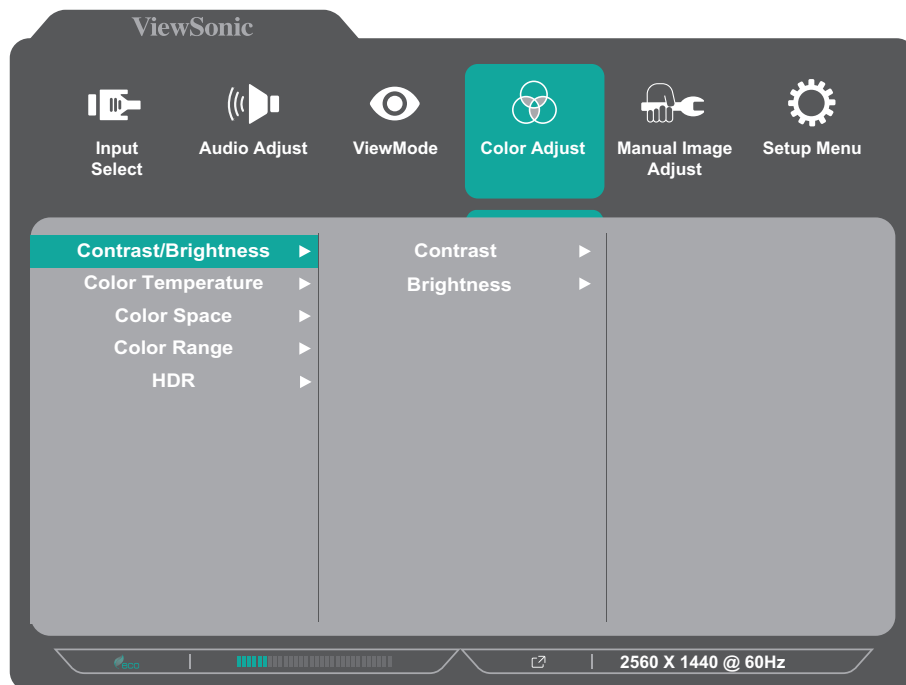 ViewSonic
Input
Select
Audio Adjust
ViewMode
Color Adjust
Manual Image
Adjust
Setup Menu
Contrast/Brightness
Color Temperature
Color Space
Color Range
HDR
Contrast
Brightness
eco
2560 X 1440 @ 60Hz